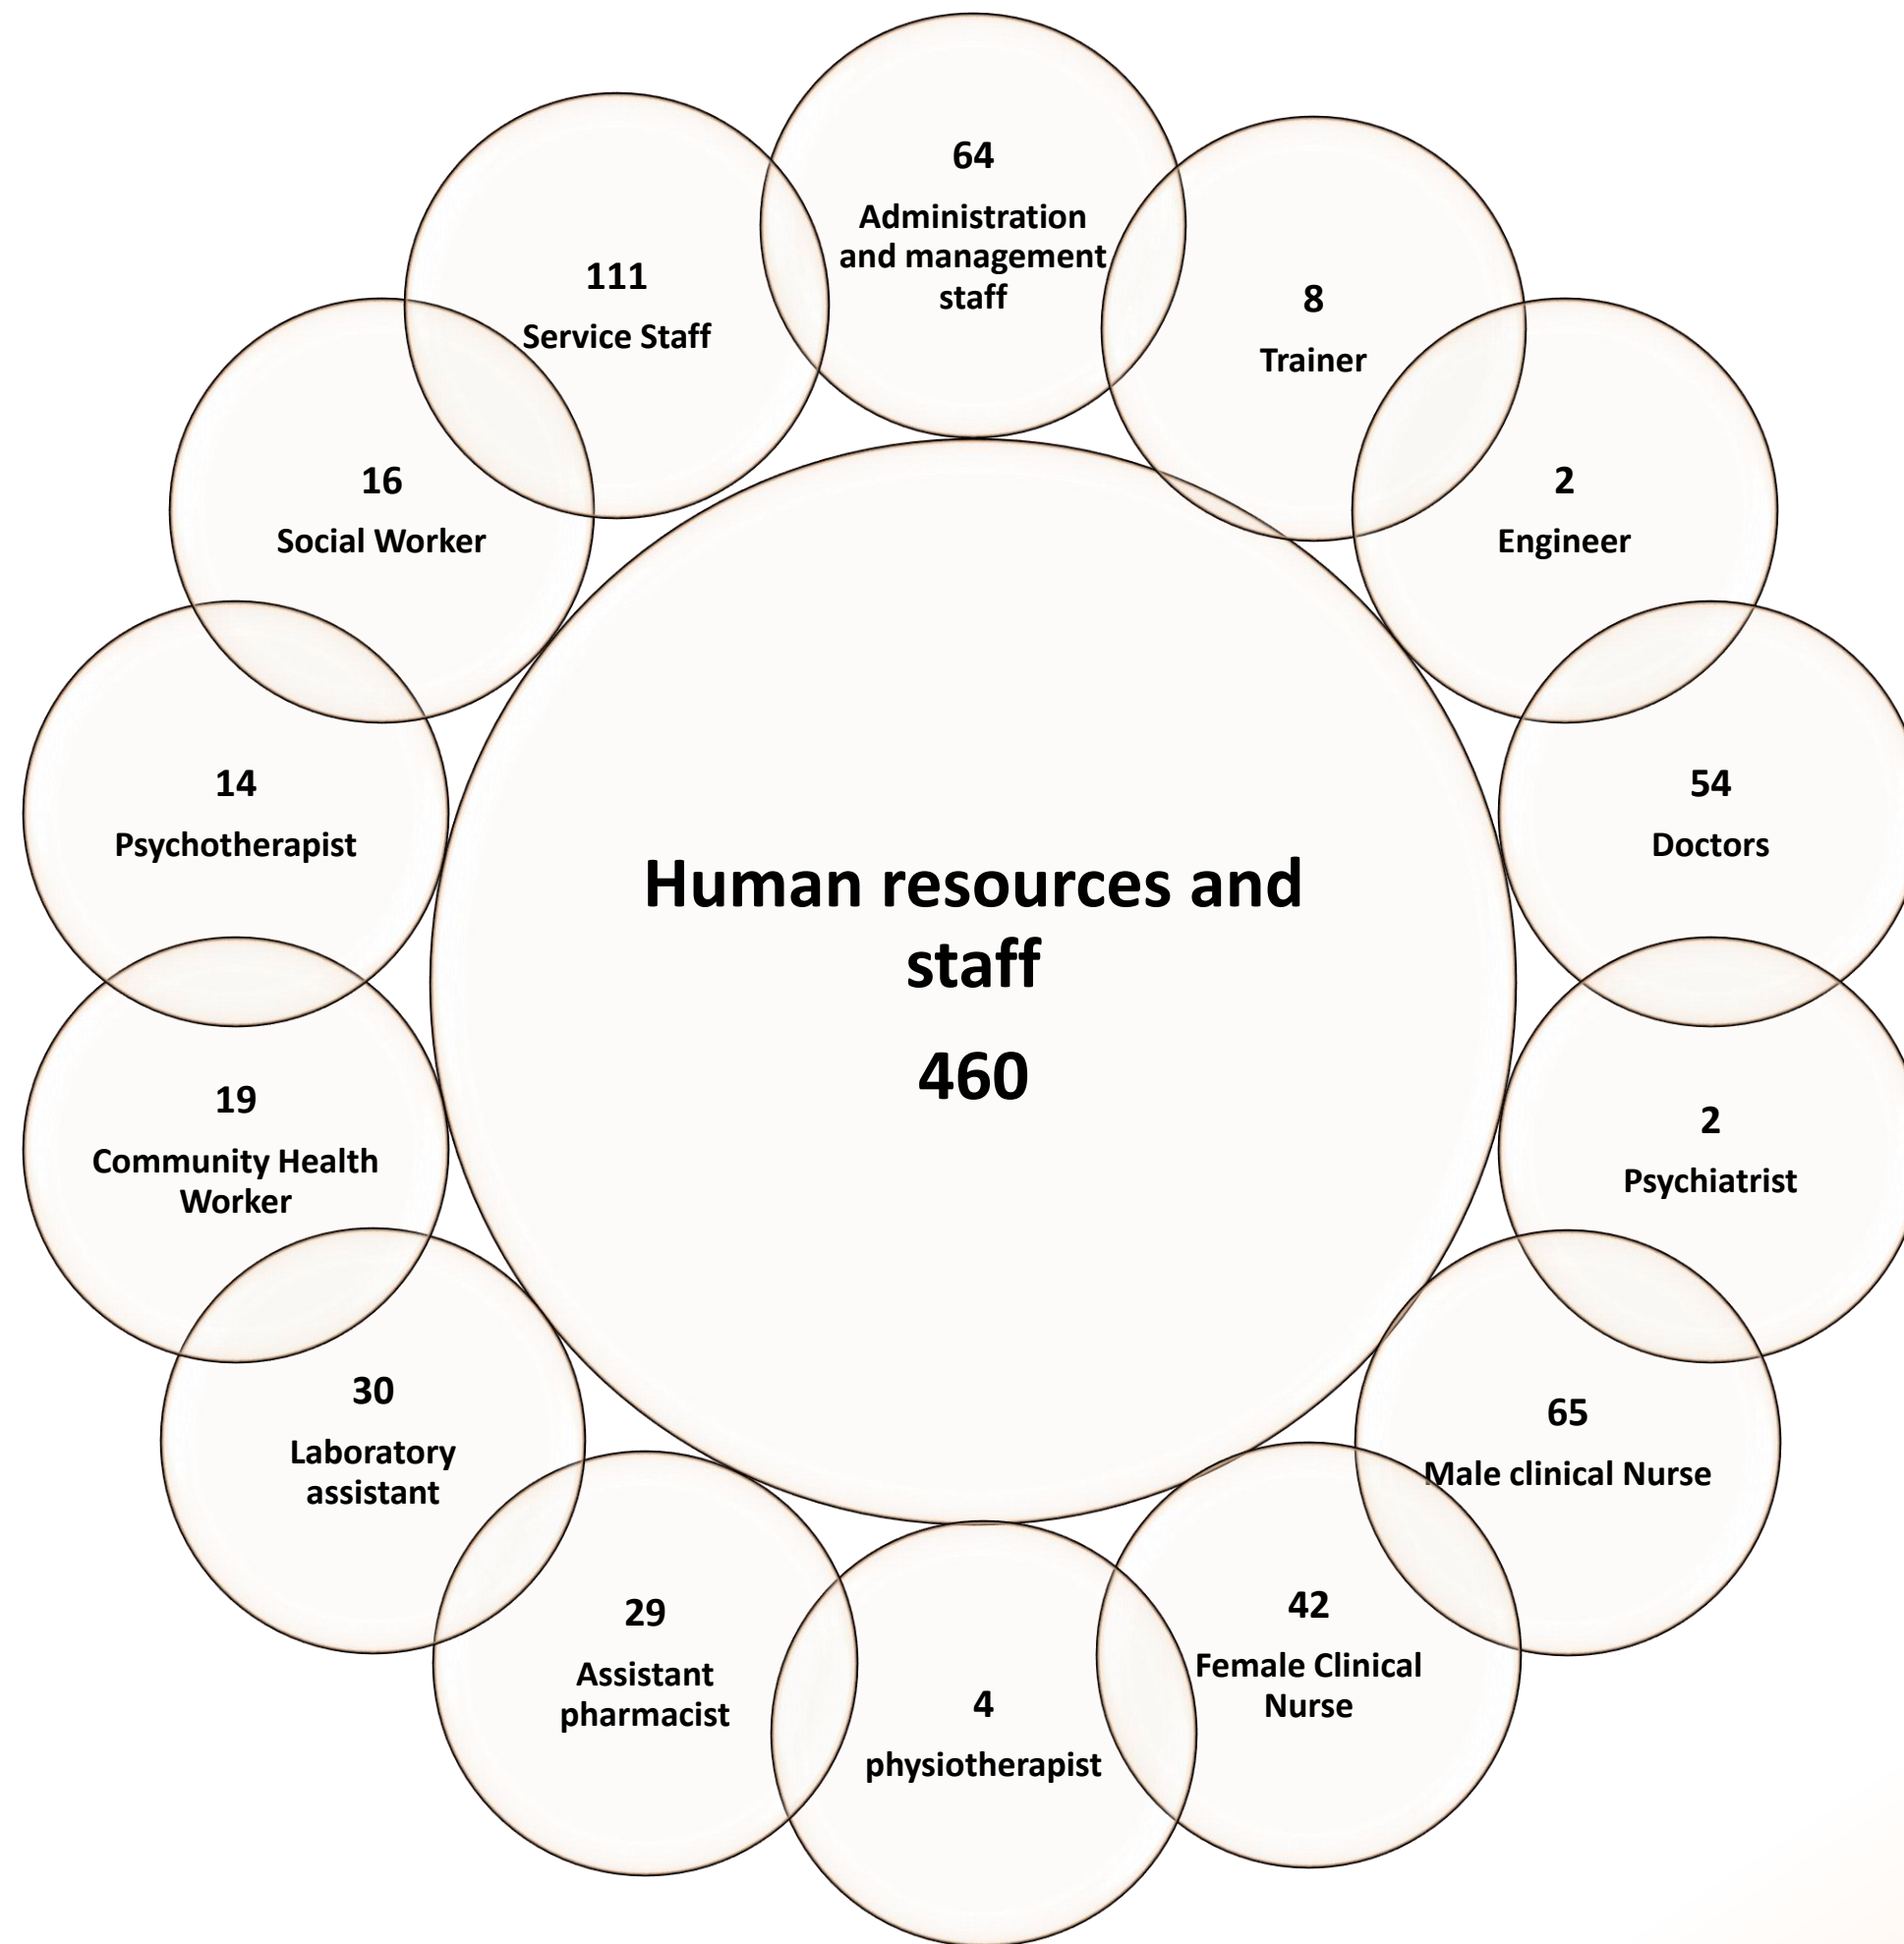 64
Administration
and management
staff
8
Trainer
2
Engineer
54
Doctors
2
Psychiatrist
65
Male clinical Nurse
42
Female Clinical
Nurse
4
physiotherapist
29
Assistant
pharmacist
30
Laboratory
assistant
19
Community Health
Worker
14
Psychotherapist
16
Social Worker
111
Service Staff
Human resources and
staff
460